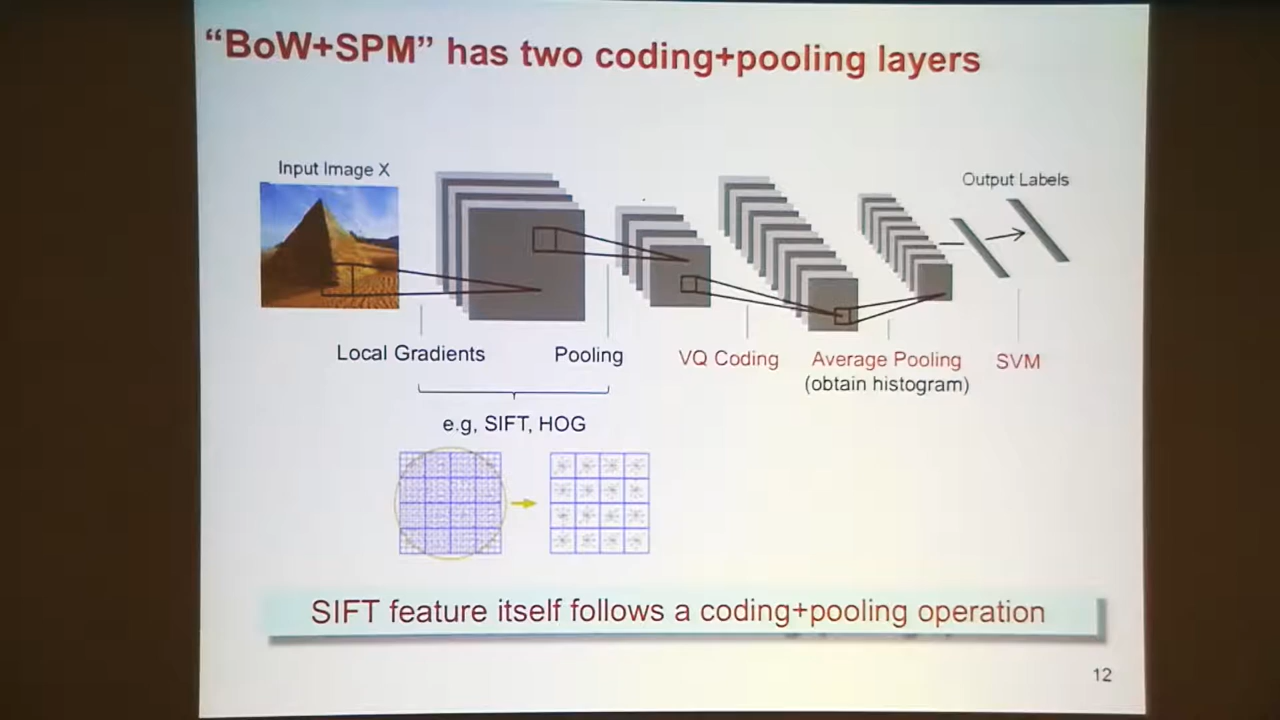 “BoW+SPM” has two coding+pooling layers
Input Image X
Output Labels
Local Gradients
Pooling
VQ Coding
Average Pooling
(obtain histogram)
SVM
e.g, SIFT, HOG
SIFT feature itself follows a coding+pooling operation
12